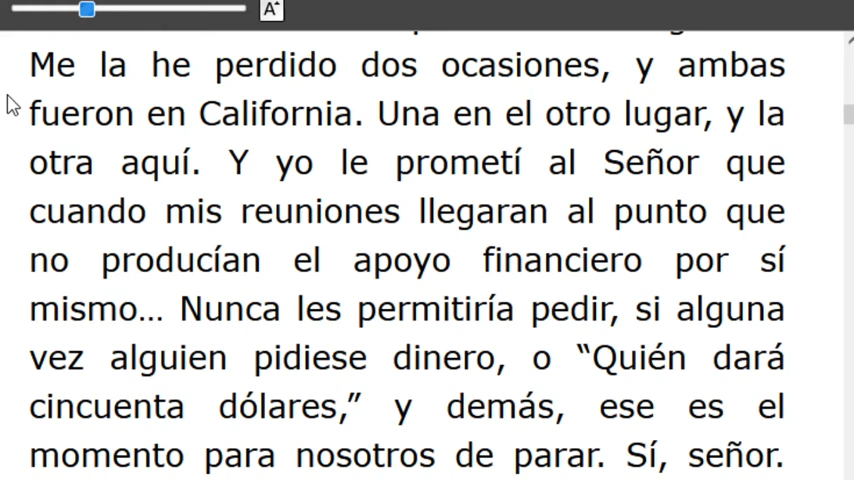 A
Me la he perdido dos ocasiones, y ambas
fueron en California. Una en el otro lugar, y la
otra aquí. Y yo le prometí al Señor que
cuando mis reuniones llegaran al punto que
no producían el apoyo financiero por sí
mismo… Nunca les permitiría pedir, si alguna
vez alguien pidiese dinero, o “Quién dará
cincuenta dólares,” y demás, ese es el
momento para nosotros de parar. Sí, señor.